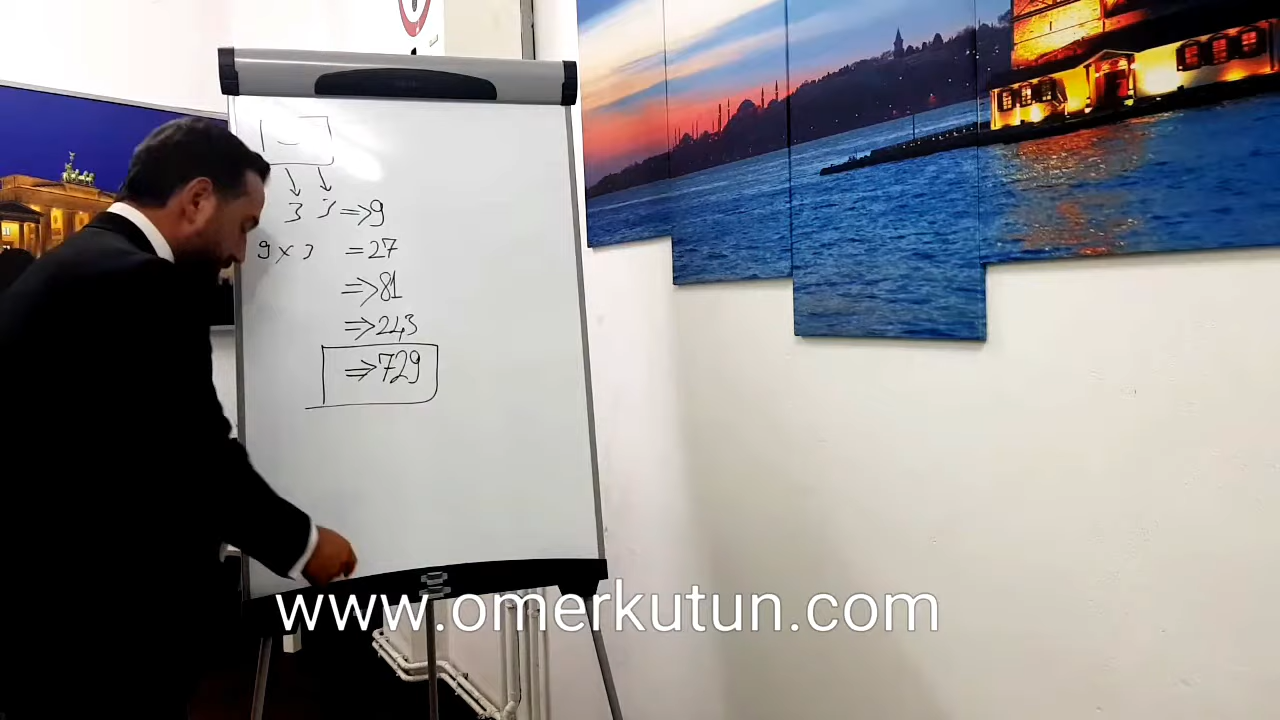 3 3 =>9
9 x 3 =27
=>81
=>243
=>729
www.omerkutun.com